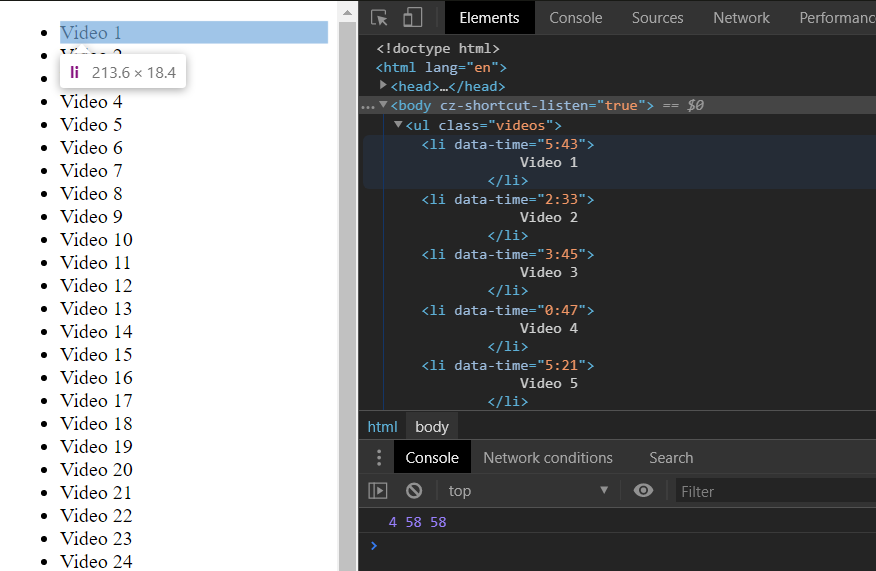 Video 1
li 213.6 × 18.4
Video 4
Video 5
Video 6
Video 7
Video 8
Video 9
Video 10
Video 11
Video 12
Video 13
Video 14
Video 15
Video 16
Video 17
Video 18
Video 19
Video 20
Video 21
Video 22
Video 23
Video 24
Elements Console Sources Network
<!doctype html>
<html lang="en">
<head>…</head>
<body cz-shortcut-listen="true"> == $0
<ul class="videos">
<li data-time="5:43">
Video 1
</li>
<li data-time="2:33">
Video 2
</li>
<li data-time="3:45">
Video 3
</li>
<li data-time="0:47">
Video 4
</li>
<li data-time="5:21">
Video 5
</li>
html body
Console Network conditions Search
top Filter
4 58 58